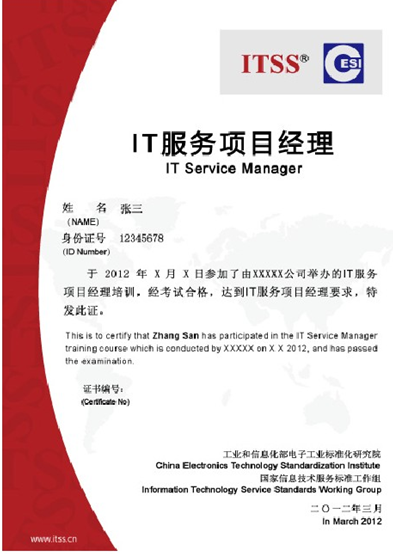 ITSS®
CESI
IT服务项目经理
IT Service Manager
姓 名 张三
(NAME)
身份证号 12345678
(ID Number)
于 2012 年 X 月 X 日参加了由XXXXX公司举办的IT服务
项目经理培训。经考试合格，达到IT服务项目经理要求，特
发此证。
This is to certify that Zhang San has participated in the IT Service Manager
training course which is conducted by XXXXX on X X 2012, and has passed
the examination.
证书编号：
(Certificate No)
工业和信息化部电子工业标准化研究院
China Electronics Technology Standardization Institute
国家信息技术服务标准工作组
Information Technology Service Standards Working Group
二〇一二年三月
In March 2012
www.itss.cn